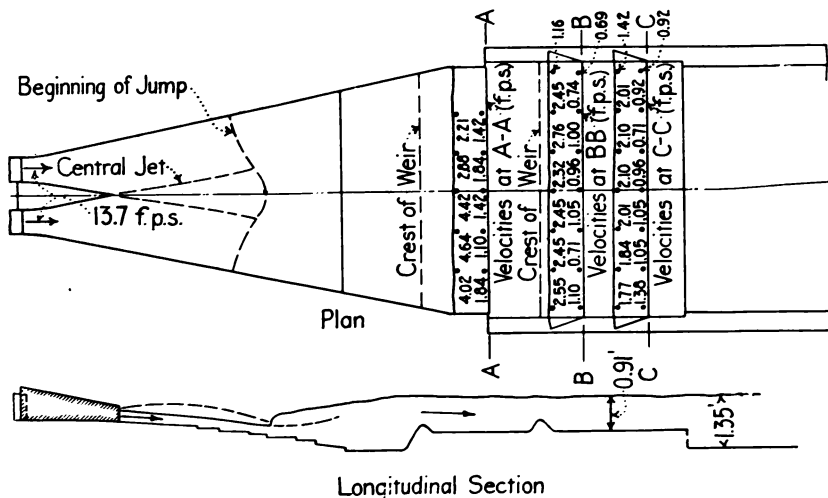 A
B
C
1.16
0.69
1.42
0.92
Beginning of Jump
Central Jet
13.7 f.p.s.
Crest of Weir
4.02 4.64 4.42 2.88 2.21
1.84 1.10 1.42 1.84 1.42
Velocities at A-A (f.p.s.)
Crest of Weir
2.55 2.45 2.45 2.32 2.76 2.45
1.10 0.71 1.05 0.96 1.00 0.74
Velocities at BB (f.p.s.)
1.77 1.84 2.01 2.10 2.10 2.01
1.38 1.05 1.05 0.96 0.71 0.92
Velocities at C-C (f.p.s.)
Plan
A
B
C
0.91'
1.35'
Longitudinal Section